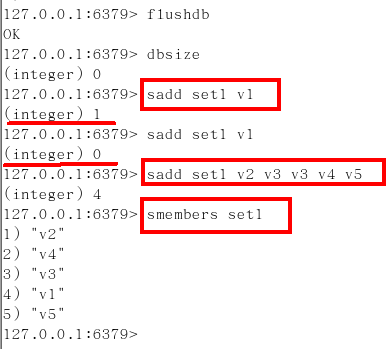 127.0.0.1:6379> flushdb
OK
127.0.0.1:6379> dbsize
(integer) 0
127.0.0.1:6379> sadd set1 v1
(integer) 1
127.0.0.1:6379> sadd set1 v1
(integer) 0
127.0.0.1:6379> sadd set1 v2 v3 v3 v4 v5
(integer) 4
127.0.0.1:6379> smembers set1
1) "v2"
2) "v4"
3) "v3"
4) "v1"
5) "v5"
127.0.0.1:6379>